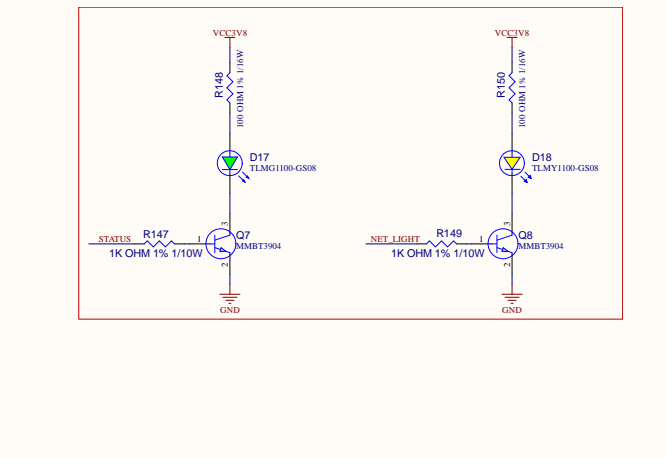 VCC3V8
R148
100 OHM 1% 1/16W
D17
TLMG1100-GS08
STATUS
R147
1K OHM 1% 1/10W
1
3
Q7
MMBT3904
2
GND
VCC3V8
R150
100 OHM 1% 1/16W
D18
TLMY1100-GS08
NET_LIGHT
R149
1K OHM 1% 1/10W
1
3
Q8
MMBT3904
2
GND